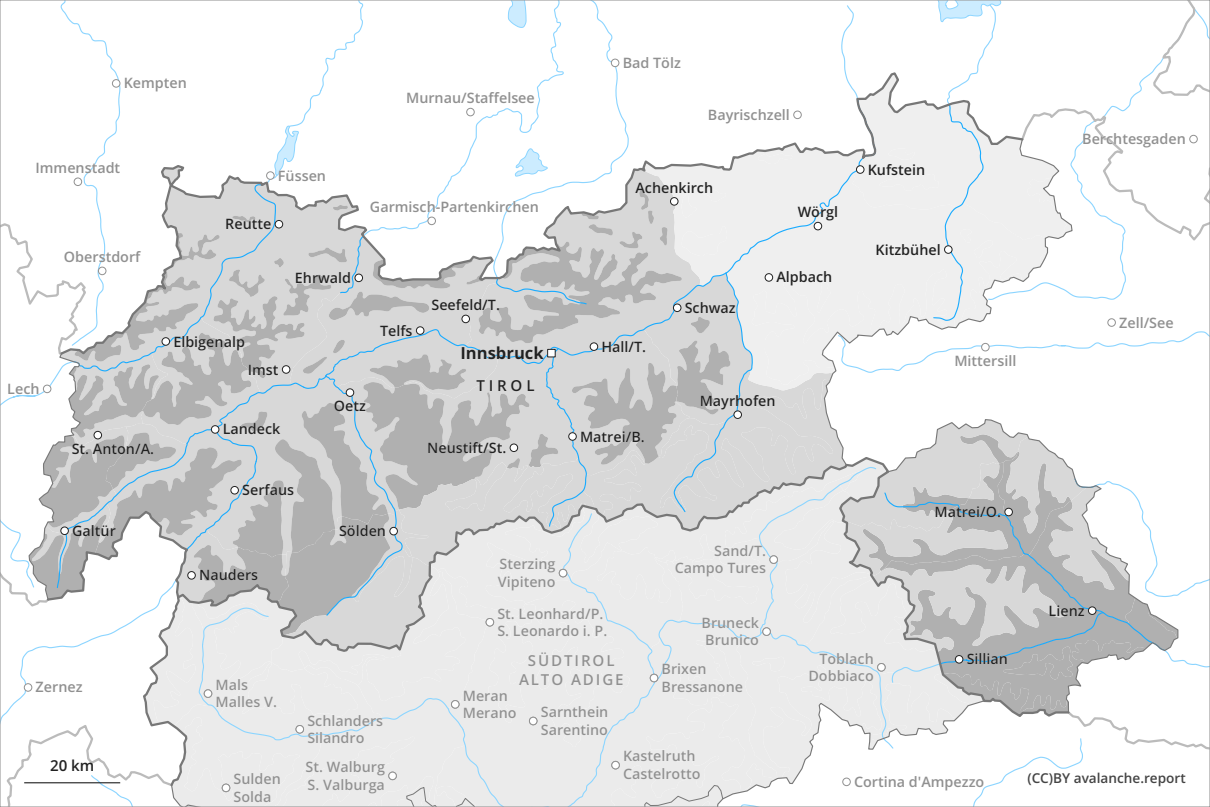 Bad Tölz
Kempten
Murnau/Staffelsee
Bayrischzell
Berchtesgaden
Immenstadt
Füssen
Kufstein
Achenkirch
Garmisch-Partenkirchen
Wörgl
Reutte
Kitzbühel
Oberstdorf
Ehrwald
Alpbach
Seefeld/T.
Schwaz
Zell/See
Telfs
Elbigenalp
Innsbruck
Hall/T.
Mittersill
Imst
TIROL
Lech
Oetz
Mayrhofen
Landeck
Matrei/B.
St. Anton/A.
Neustift/St.
Serfaus
Matrei/O.
Galtür
Sölden
Sand/T.
Campo Tures
Sterzing
Vipiteno
Nauders
Lienz
St. Leonhard/P.
S. Leonardo i. P.
Bruneck
Brunico
SÜDTIROL
ALTO ADIGE
Toblach
Dobbiaco
Sillian
Brixen
Bressanone
Zernez
Mals
Malles V.
Meran
Merano
Sarnthein
Sarentino
Schlanders
Silandro
Kastelruth
Castelrotto
St. Walburg
S. Valburga
20 km
Sulden
Solda
Cortina d'Ampezzo
(CC)BY avalanche.report